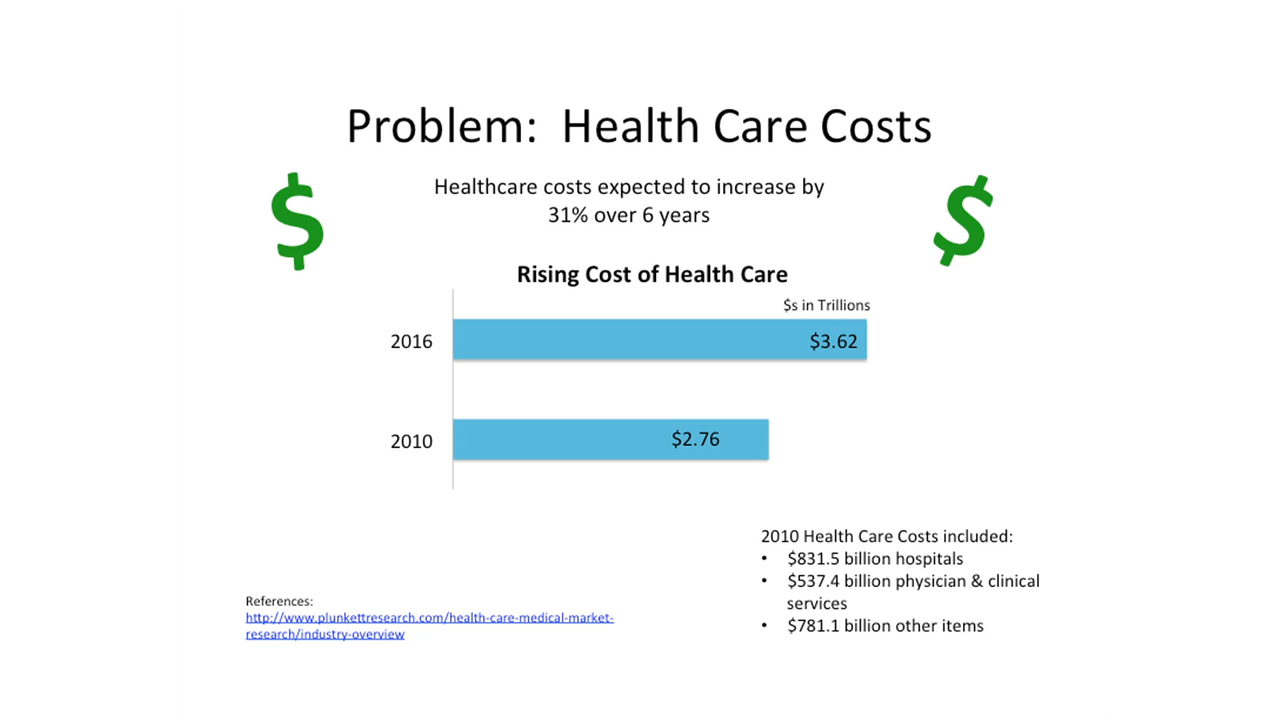 Problem:  Health Care Costs
$
$
Healthcare costs expected to increase by
31% over 6 years
Rising Cost of Health Care
$s in Trillions
2016
$3.62
2010
$2.76
2010 Health Care Costs included:
• $831.5 billion hospitals
• $537.4 billion physician & clinical
services
• $781.1 billion other items
References:
http://www.plunkettresearch.com/health-care-medical-market-
research/industry-overview